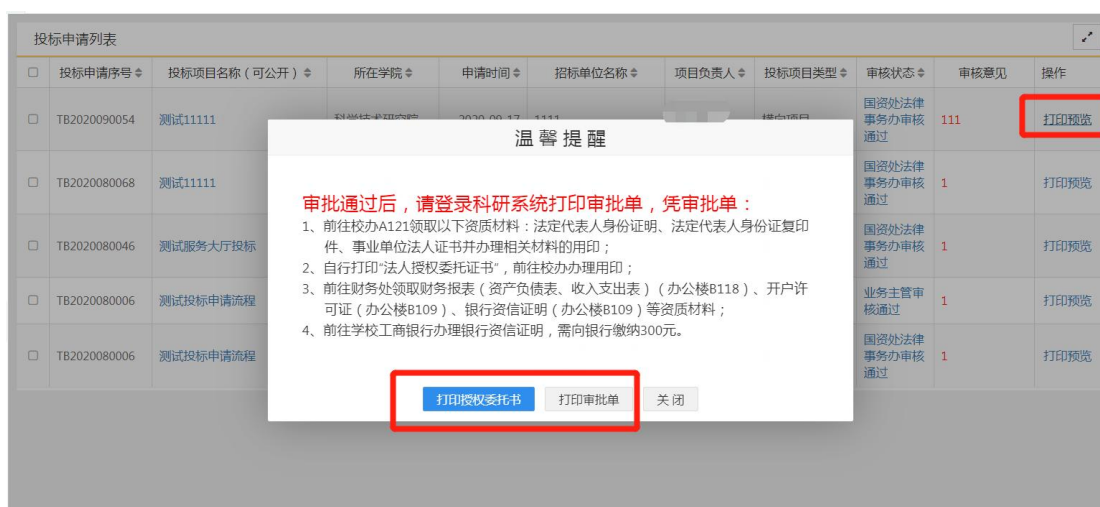 投标申请列表
投标申请序号 投标项目名称（可公开） 所在学院 申请时间 招标单位名称 项目负责人 投标项目类型 审核状态 审核意见 操作
国资处法律
TB2020090054 测试11111 科学技术研究院 2020-09-17 1111 横向项目 事务办审核 111 打印预览
通过
温馨提醒
国资处法律
TB2020080068 测试11111 事务办审核 1 打印预览
通过
审批通过后，请登录科研系统打印审批单，凭审批单：
1、前往校办A121领取以下资质材料：法定代表人身份证明、法定代表人身份证复印
件、事业单位法人证书并办理相关材料的用印；
2、自行打印“法人授权委托证书”，前往校办办理用印；
3、前往财务处领取财务报表（资产负债表、收入支出表）（办公楼B118）、开户许
可证（办公楼B109）、银行资信证明（办公楼B109）等资质材料；
4、前往学校工商银行办理银行资信证明，需向银行缴纳300元。
国资处法律
TB2020080046 测试服务大厅投标 事务办审核 1 打印预览
通过
业务主管审
TB2020080006 测试投标申请流程 1 打印预览
核通过
国资处法律
TB2020080006 测试投标申请流程 事务办审核 1 打印预览
通过
打印授权委托书 打印审批单 关闭